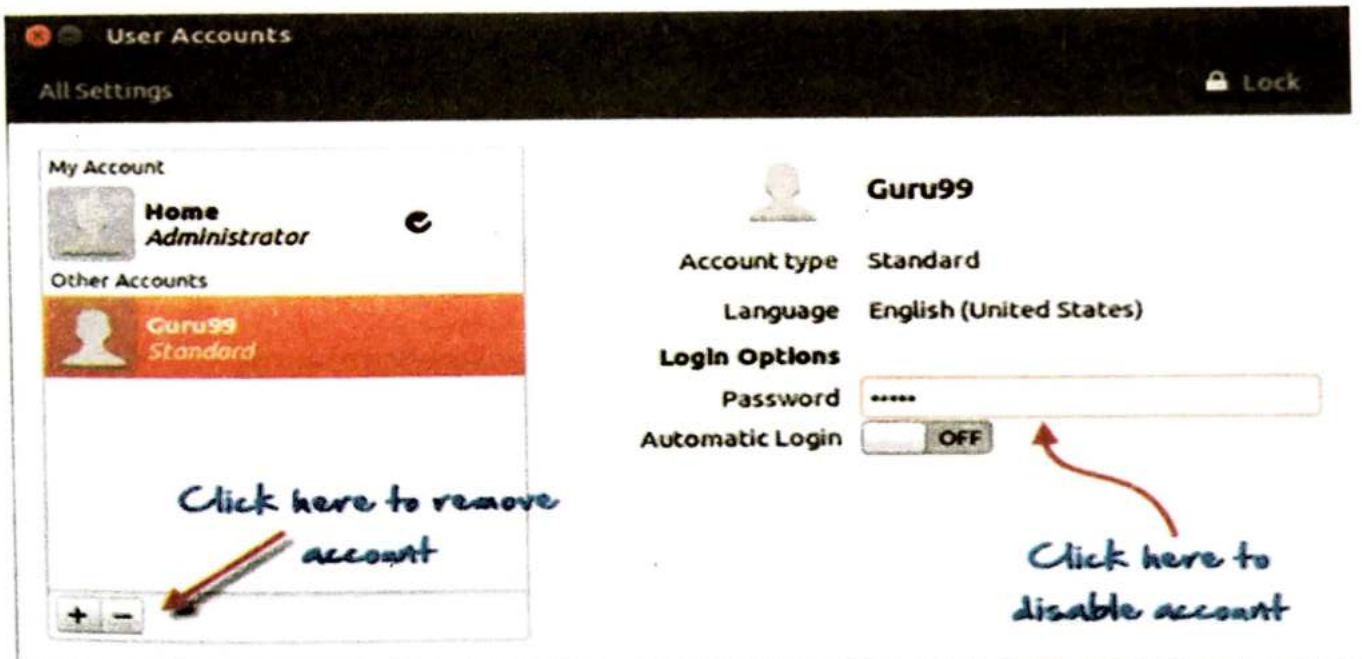 User Accounts
All Settings
Lock
My Account
Home
Administrator
Other Accounts
Guru99
Standard
Guru99
Account type Standard
Language English (United States)
Login Options
Password •••••
Automatic Login OFF
Click here to remove
account
Click here to
disable account
+ -